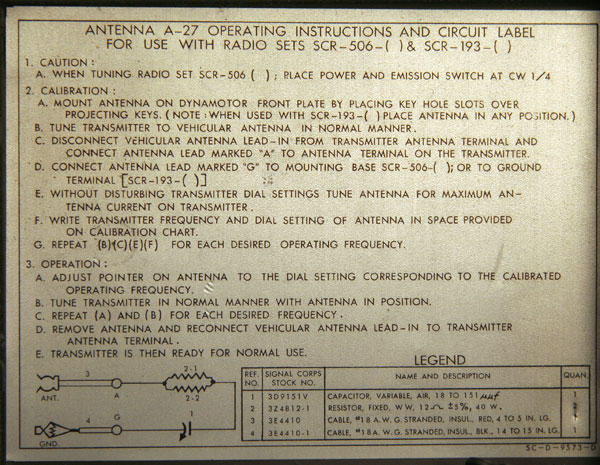 ANTENNA A-27 OPERATING INSTRUCTIONS AND CIRCUIT LABEL
FOR USE WITH RADIO SETS SCR-506-( ) & SCR-193-( )
1. CAUTION :
A. WHEN TUNING RADIO SET SCR-506 ( ) ; PLACE POWER AND EMISSION SWITCH AT CW 1/4
2. CALIBRATION :
A. MOUNT ANTENNA ON DYNAMOTOR FRONT PLATE BY PLACING KEY HOLE SLOTS OVER
PROJECTING KEYS. (NOTE : WHEN USED WITH SCR-193-( ) PLACE ANTENNA IN ANY POSITION.)
B. TUNE TRANSMITTER TO VEHICULAR ANTENNA IN NORMAL MANNER.
C. DISCONNECT VEHICULAR ANTENNA LEAD-IN FROM TRANSMITTER ANTENNA TERMINAL AND
CONNECT ANTENNA LEAD MARKED "A" TO ANTENNA TERMINAL ON THE TRANSMITTER.
D. CONNECT ANTENNA LEAD MARKED "G" TO MOUNTING BASE SCR-506-( ); OR TO GROUND
TERMINAL [SCR-193-( )]
E. WITHOUT DISTURBING TRANSMITTER DIAL SETTINGS TUNE ANTENNA FOR MAXIMUM AN-
TENNA CURRENT ON TRANSMITTER.
F. WRITE TRANSMITTER FREQUENCY AND DIAL SETTING OF ANTENNA IN SPACE PROVIDED
ON CALIBRATION CHART.
G. REPEAT (B)(C)(E)(F) FOR EACH DESIRED OPERATING FREQUENCY.
3. OPERATION :
A. ADJUST POINTER ON ANTENNA TO THE DIAL SETTING CORRESPONDING TO THE CALIBRATED
OPERATING FREQUENCY.
B. TUNE TRANSMITTER IN NORMAL MANNER WITH ANTENNA IN POSITION.
C. REPEAT (A) AND (B) FOR EACH DESIRED FREQUENCY.
D. REMOVE ANTENNA AND RECONNECT VEHICULAR ANTENNA LEAD-IN TO TRANSMITTER
ANTENNA TERMINAL.
E. TRANSMITTER IS THEN READY FOR NORMAL USE.
ANT. 3 A 2-1 2-2
GND. 4 G 1
LEGEND
REF. NO. SIGNAL CORPS STOCK NO. NAME AND DESCRIPTION QUAN.
1 3D9151V CAPACITOR, VARIABLE, AIR, 18 TO 151 μμf 1
2 3Z4812-1 RESISTOR, FIXED, W W, 12 Ω ±5%, 40 W.
3 3E4410 CABLE, #18 A.W.G. STRANDED, INSUL., RED, 4 TO 5 IN. LG. 1
4 3E4410-1 CABLE, #18 A.W.G. STRANDED, INSUL., BLK., 14 TO 15 IN. LG. 1
SC-D-9573-D